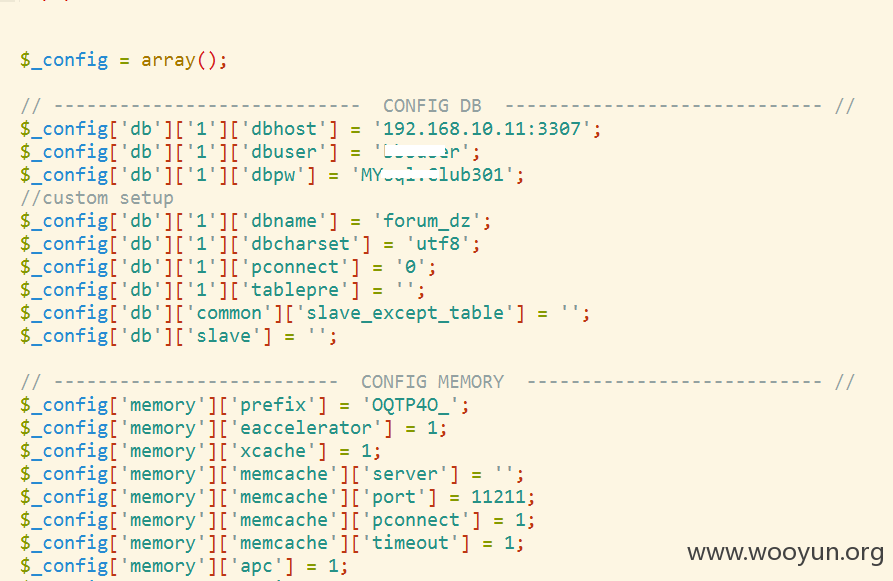 $_config = array();
// ---------------------------- CONFIG DB ----------------------------- //
$_config['db']['1']['dbhost'] = '192.168.10.11:3307';
$_config['db']['1']['dbuser'] = '
$_config['db']['1']['dbpw'] = '
//custom setup
$_config['db']['1']['dbname'] = 'forum_dz';
$_config['db']['1']['dbcharset'] = 'utf8';
$_config['db']['1']['pconnect'] = '0';
$_config['db']['1']['tablepre'] = '';
$_config['db']['common']['slave_except_table'] = '';
$_config['db']['slave'] = '';
// -------------------------- CONFIG MEMORY --------------------------- //
$_config['memory']['prefix'] = 'OQTP4O_';
$_config['memory']['eaccelerator'] = 1;
$_config['memory']['xcache'] = 1;
$_config['memory']['memcache']['server'] = '';
$_config['memory']['memcache']['port'] = 11211;
$_config['memory']['memcache']['pconnect'] = 1;
$_config['memory']['memcache']['timeout'] = 1;
$_config['memory']['apc'] = 1;
www.wooyun.org